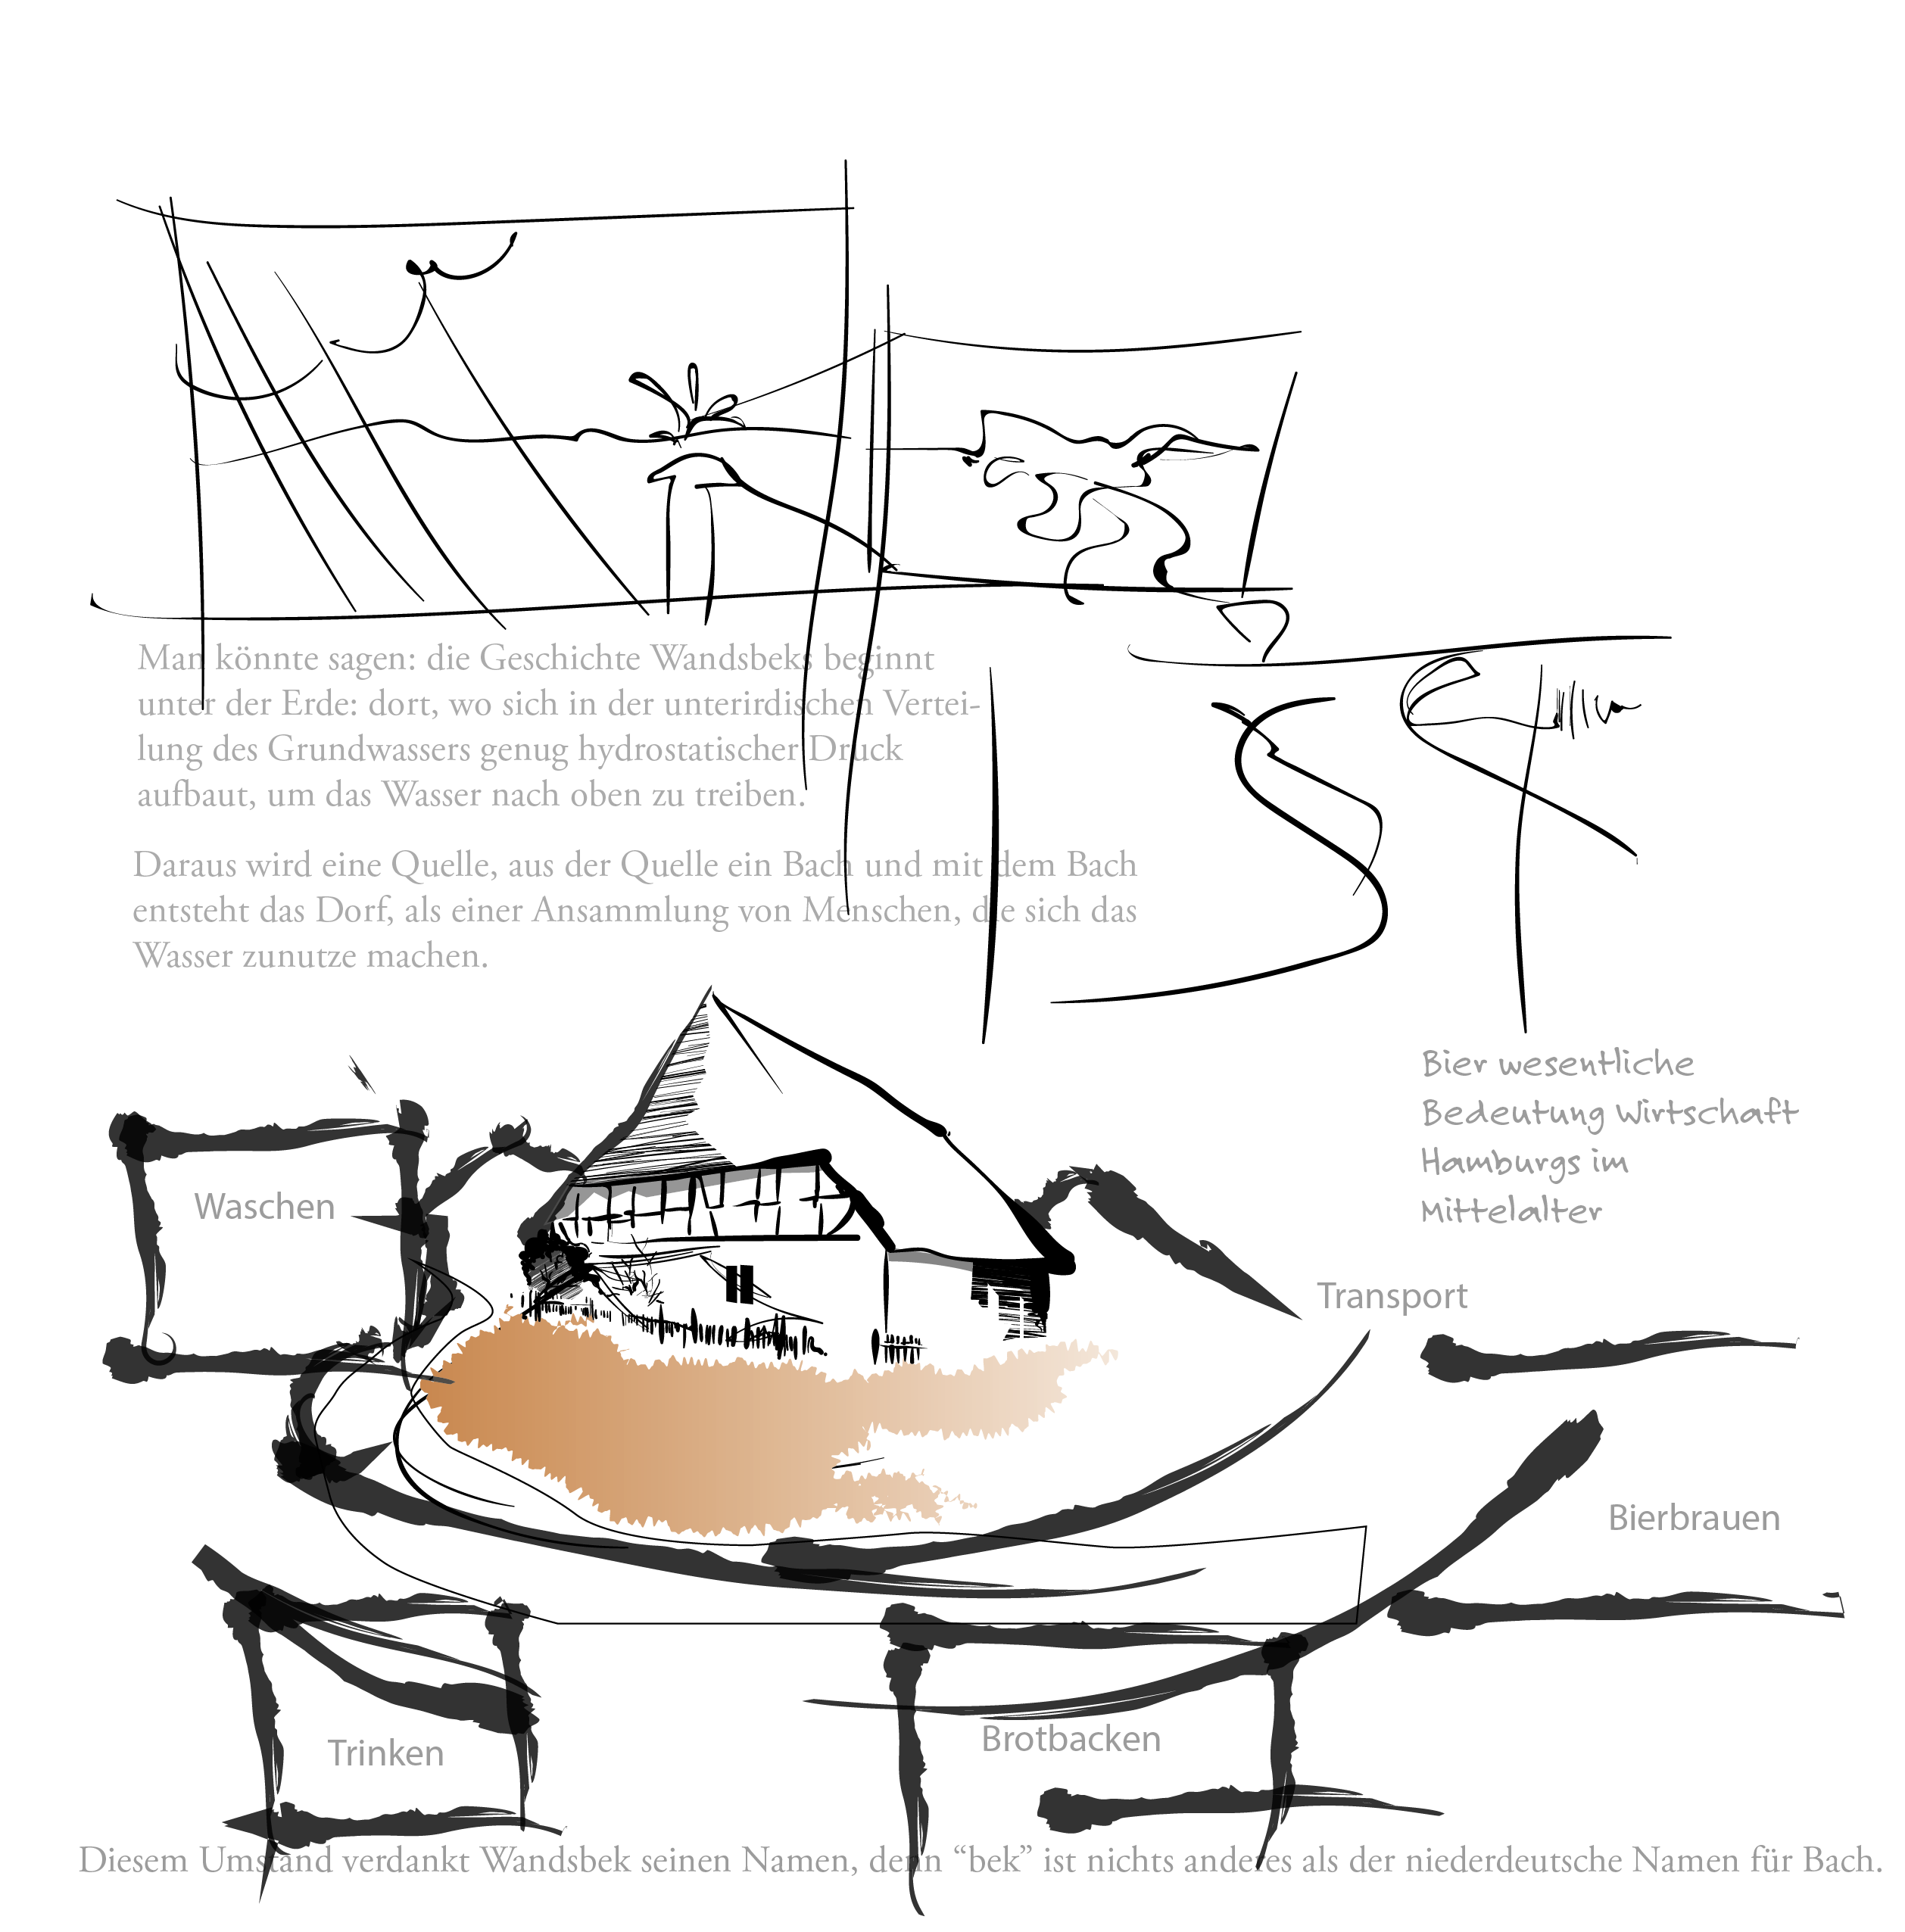 Man könnte sagen: die Geschichte Wandsbeks beginnt
unter der Erde: dort, wo sich in der unterirdischen Vertei-
lung des Grundwassers genug hydrostatischer Druck
aufbaut, um das Wasser nach oben zu treiben.
Daraus wird eine Quelle, aus der Quelle ein Bach und mit dem Bach
entsteht das Dorf, als einer Ansammlung von Menschen, die sich das
Wasser zunutze machen.
Bier wesentliche
Bedeutung Wirtschaft
Hamburgs im
Mittelalter
Waschen
Transport
Bierbrauen
Brotbacken
Trinken
Diesem Umstand verdankt Wandsbek seinen Namen, denn “bek” ist nichts anderes als der niederdeutsche Namen für Bach.